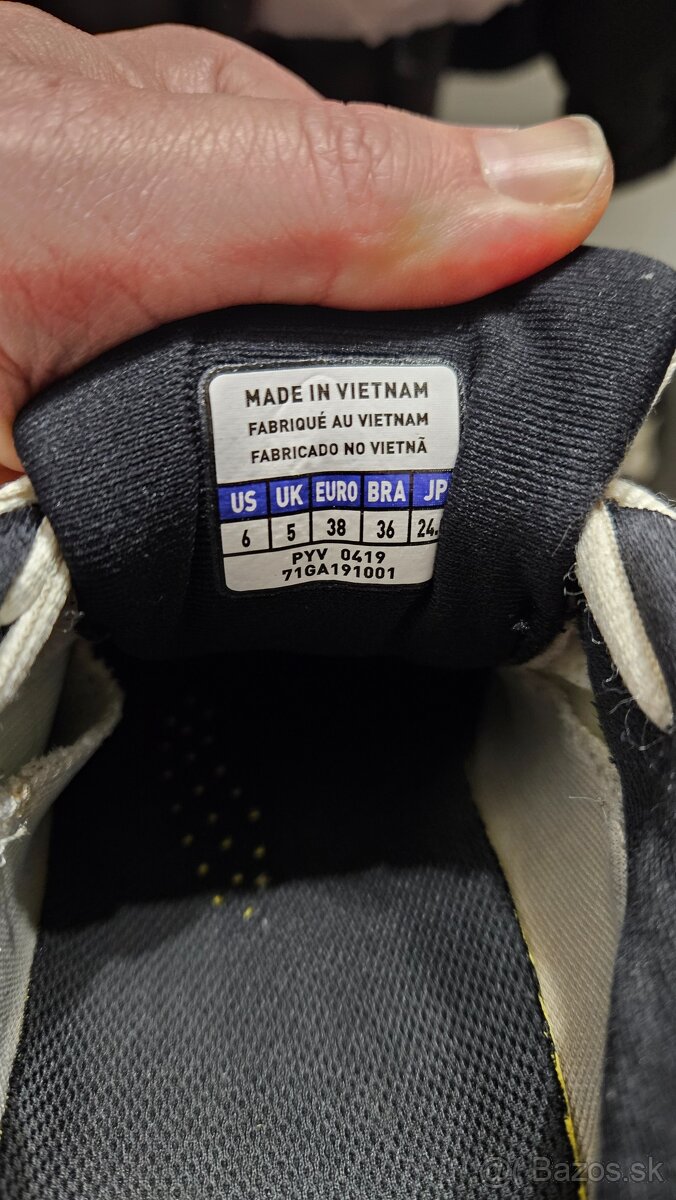 MADE IN VIETNAM
FABRIQUÉ AU VIETNAM
FABRICADO NO VIETNÃ
US UK EURO BRA JP
6 5 38 36 24.
PYV 0419
71GA191001
Bazos.sk